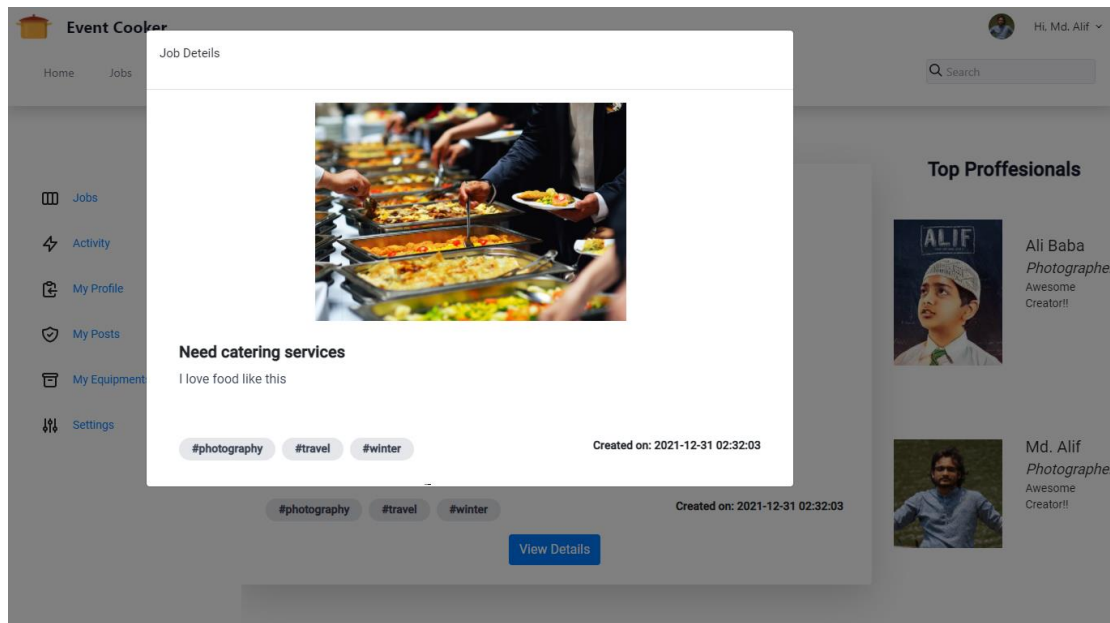 Event Cooker
Hi, Md. Alif
Home Jobs
Search
Job Deteils
Need catering services
I love food like this
#photography #travel #winter
Created on: 2021-12-31 02:32:03
#photography #travel #winter
Created on: 2021-12-31 02:32:03
View Details
Jobs
Activity
My Profile
My Posts
My Equipment
Settings
Top Proffesionals
ALIF
Ali Baba
Photographe
Awesome
Creator!!
Md. Alif
Photographe
Awesome
Creator!!